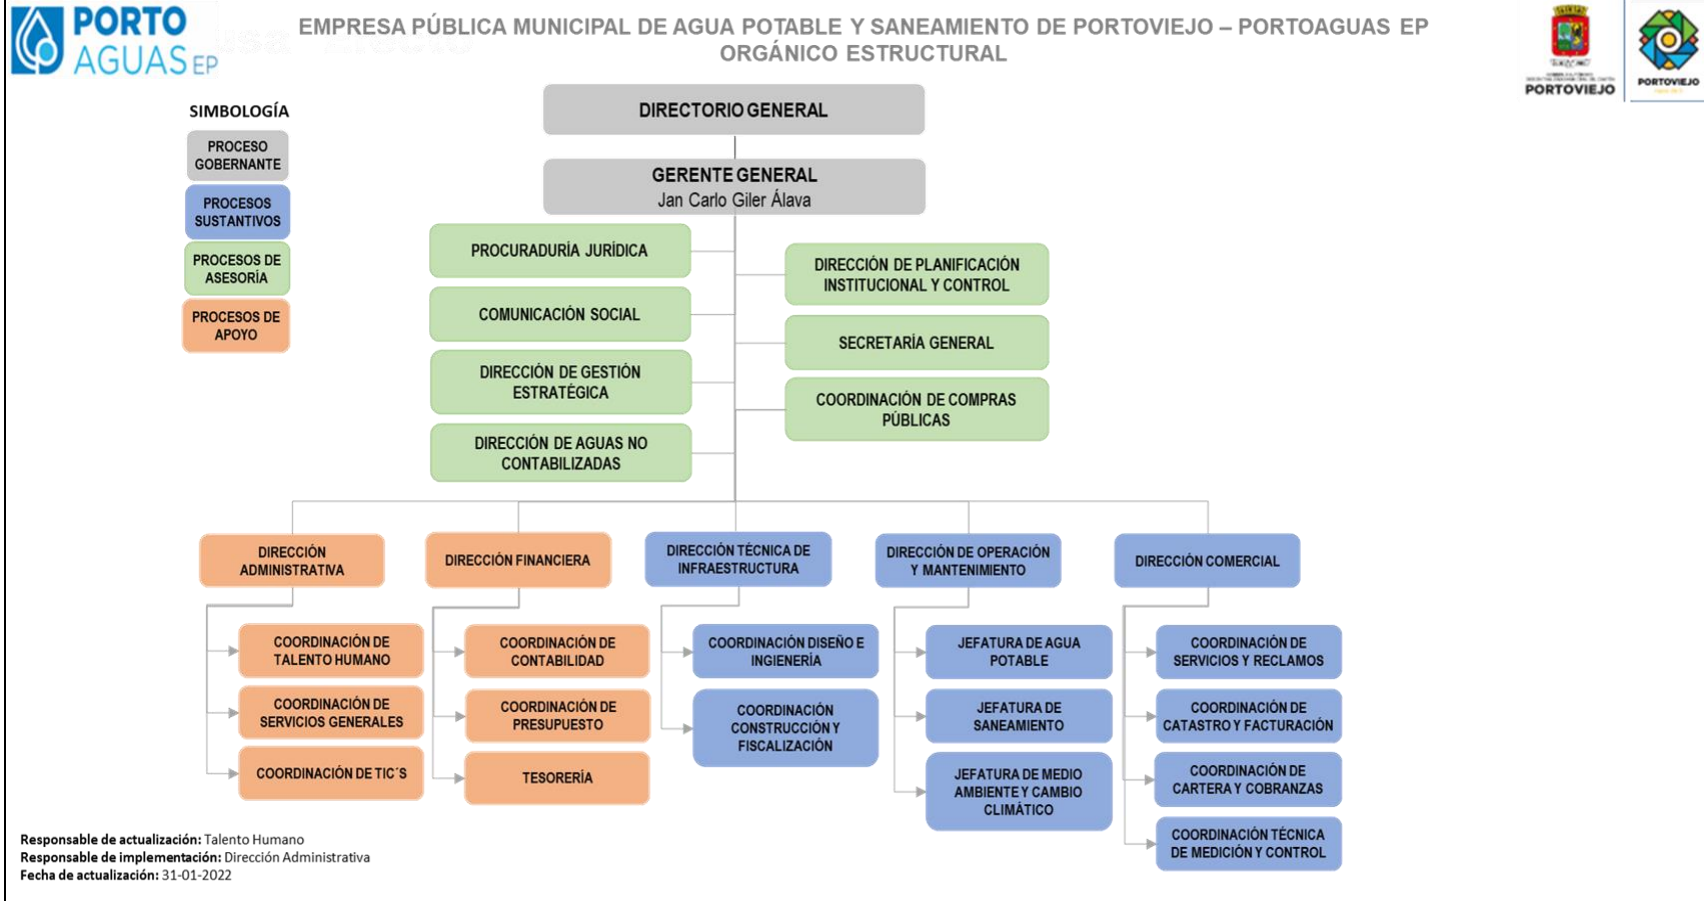 PORTO
AGUAS EP
EMPRESA PÚBLICA MUNICIPAL DE AGUA POTABLE Y SANEAMIENTO DE PORTOVIEJO – PORTOAGUAS EP
ORGÁNICO ESTRUCTURAL
PORTOVIEJO
PORTOVIEJO
SIMBOLOGÍA
PROCESO
GOBERNANTE
PROCESOS
SUSTANTIVOS
PROCESOS DE
ASESORÍA
PROCESOS DE
APOYO
DIRECTORIO GENERAL
GERENTE GENERAL
Jan Carlo Giler Álava
PROCURADURÍA JURÍDICA
COMUNICACIÓN SOCIAL
DIRECCIÓN DE GESTIÓN
ESTRATÉGICA
DIRECCIÓN DE AGUAS NO
CONTABILIZADAS
DIRECCIÓN DE PLANIFICACIÓN
INSTITUCIONAL Y CONTROL
SECRETARÍA GENERAL
COORDINACIÓN DE COMPRAS
PÚBLICAS
DIRECCIÓN
ADMINISTRATIVA
COORDINACIÓN DE
TALENTO HUMANO
COORDINACIÓN DE
SERVICIOS GENERALES
COORDINACIÓN DE TIC´S
DIRECCIÓN FINANCIERA
COORDINACIÓN DE
CONTABILIDAD
COORDINACIÓN DE
PRESUPUESTO
TESORERÍA
DIRECCIÓN TÉCNICA DE
INFRAESTRUCTURA
COORDINACIÓN DISEÑO E
INGIENERÍA
COORDINACIÓN
CONSTRUCCIÓN Y
FISCALIZACIÓN
DIRECCIÓN DE OPERACIÓN
Y MANTENIMIENTO
JEFATURA DE AGUA
POTABLE
JEFATURA DE
SANEAMIENTO
JEFATURA DE MEDIO
AMBIENTE Y CAMBIO
CLIMÁTICO
DIRECCIÓN COMERCIAL
COORDINACIÓN DE
SERVICIOS Y RECLAMOS
COORDINACIÓN DE
CATASTRO Y FACTURACIÓN
COORDINACIÓN DE
CARTERA Y COBRANZAS
COORDINACIÓN TÉCNICA
DE MEDICIÓN Y CONTROL
Responsable de actualización: Talento Humano
Responsable de implementación: Dirección Administrativa
Fecha de actualización: 31-01-2022